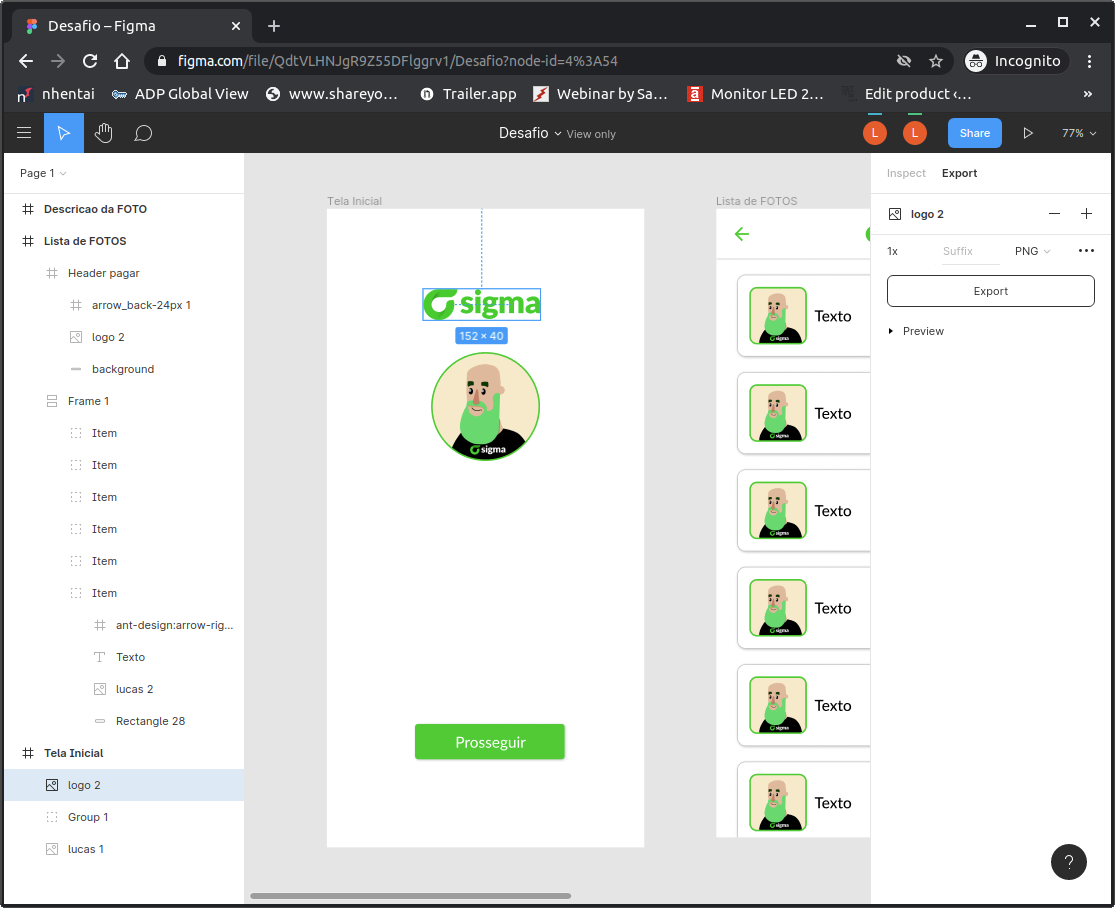 Desafio – Figma
figma.com/file/QdtVLHNJgR9Z55DFlggrv1/Desafio?node-id=4%3A54
Incognito
nhentai
ADP Global View
www.shareyo…
Trailer.app
Webinar by Sa…
Monitor LED 2…
Edit product ‹…
»
Desafio
View only
L
L
Share
77%
Page 1
Descricao da FOTO
Lista de FOTOS
Header pagar
arrow_back-24px 1
logo 2
background
Frame 1
Item
Item
Item
Item
Item
Item
ant-design:arrow-rig...
Texto
lucas 2
Rectangle 28
Tela Inicial
logo 2
Group 1
lucas 1
Tela Inicial
sigma
152 × 40
sigma
Prosseguir
Lista de FOTOS
sigma
Texto
sigma
Texto
sigma
Texto
sigma
Texto
sigma
Texto
sigma
Texto
Inspect
Export
logo 2
1x
Suffix
PNG
Export
Preview
?